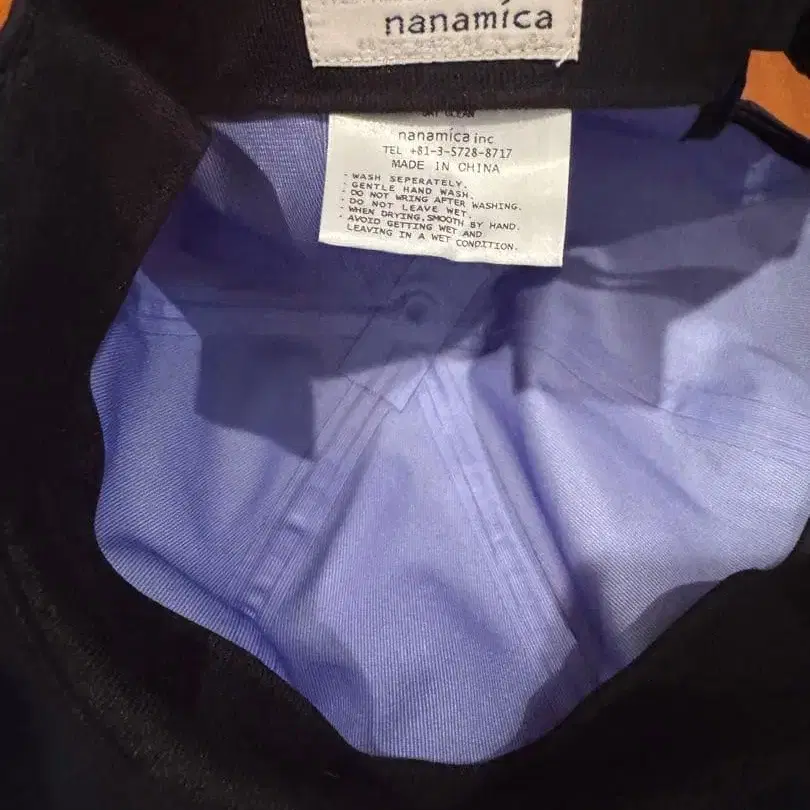 nanamica
DRY CLEAN
nanamica inc
TEL +81-3-5728-8717
MADE IN CHINA
· WASH SEPERATELY.
· GENTLE HAND WASH.
· DO NOT WRING AFTER WASHING.
· DO NOT LEAVE WET.
· WHEN DRYING,SMOOTH BY HAND.
· AVOID GETTING WET AND
LEAVING IN A WET CONDITION.